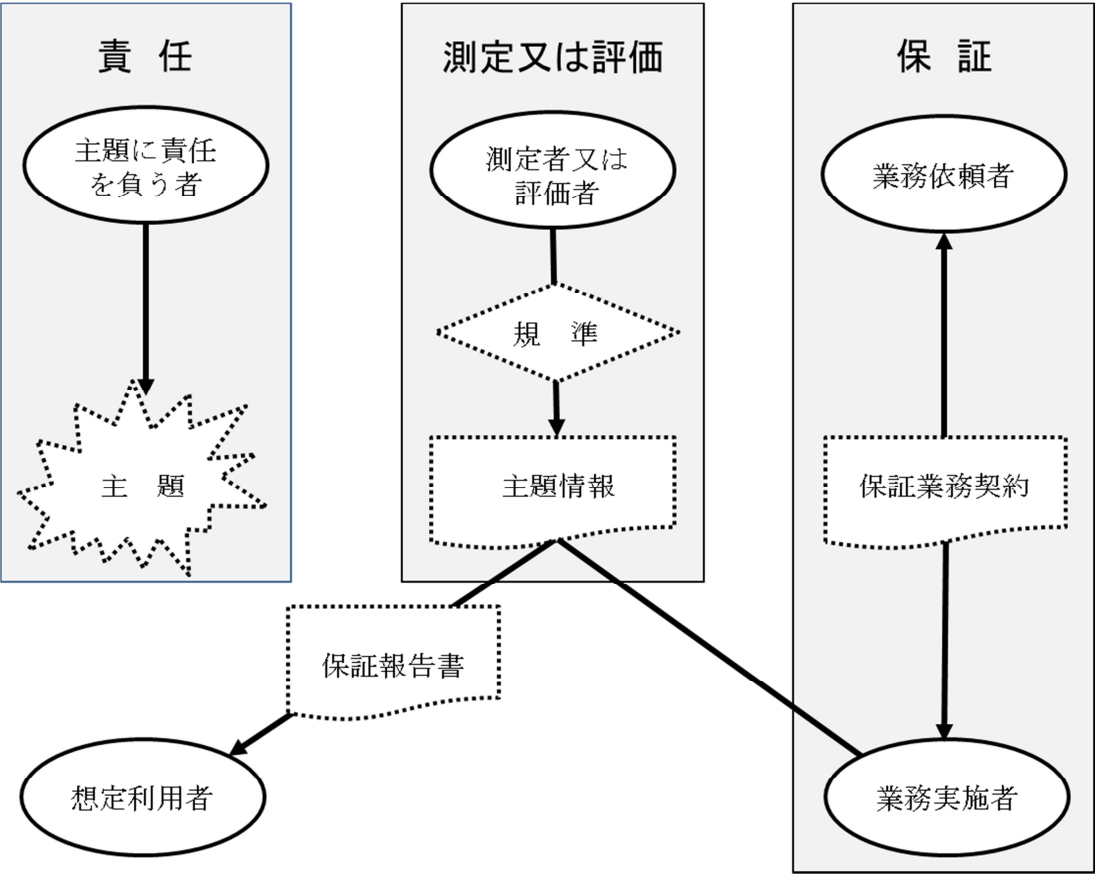 責　任
主題に責任
を負う者
主　題
測定又は評価
測定者又は
評価者
規　準
主題情報
保　証
業務依頼者
保証業務契約
保証報告書
想定利用者
業務実施者